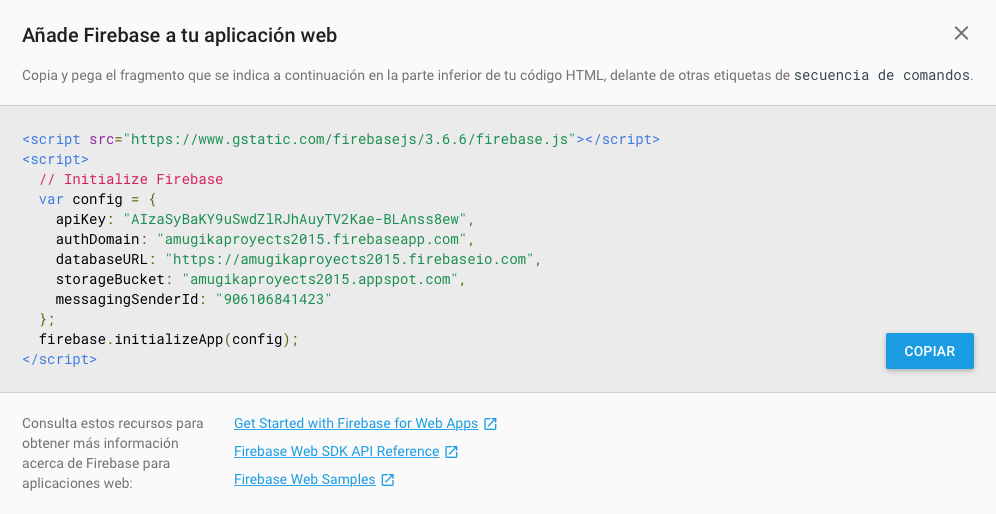 Añade Firebase a tu aplicación web
Copia y pega el fragmento que se indica a continuación en la parte inferior de tu código HTML, delante de otras etiquetas de secuencia de comandos.
<script src="https://www.gstatic.com/firebasejs/3.6.6/firebase.js"></script>
<script>
  // Initialize Firebase
  var config = {
    apiKey: "AIzaSyBaKY9uSwdZlRJhAuyTV2Kae-BLAnss8ew",
    authDomain: "amugikaproyects2015.firebaseapp.com",
    databaseURL: "https://amugikaproyects2015.firebaseio.com",
    storageBucket: "amugikaproyects2015.appspot.com",
    messagingSenderId: "906106841423"
  };
  firebase.initializeApp(config);
</script>
COPIAR
Consulta estos recursos para
obtener más información
acerca de Firebase para
aplicaciones web:
Get Started with Firebase for Web Apps
Firebase Web SDK API Reference
Firebase Web Samples